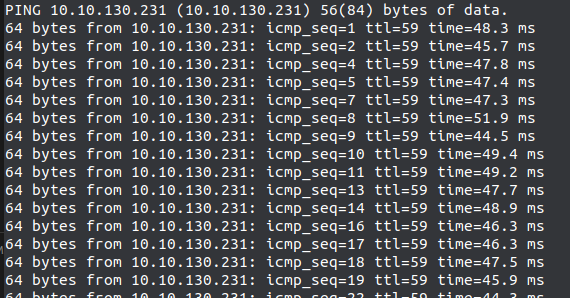 PING 10.10.130.231 (10.10.130.231) 56(84) bytes of data.
64 bytes from 10.10.130.231: icmp_seq=1 ttl=59 time=48.3 ms
64 bytes from 10.10.130.231: icmp_seq=2 ttl=59 time=45.7 ms
64 bytes from 10.10.130.231: icmp_seq=4 ttl=59 time=47.8 ms
64 bytes from 10.10.130.231: icmp_seq=5 ttl=59 time=47.4 ms
64 bytes from 10.10.130.231: icmp_seq=7 ttl=59 time=47.3 ms
64 bytes from 10.10.130.231: icmp_seq=8 ttl=59 time=51.9 ms
64 bytes from 10.10.130.231: icmp_seq=9 ttl=59 time=44.5 ms
64 bytes from 10.10.130.231: icmp_seq=10 ttl=59 time=49.4 ms
64 bytes from 10.10.130.231: icmp_seq=11 ttl=59 time=49.2 ms
64 bytes from 10.10.130.231: icmp_seq=13 ttl=59 time=47.7 ms
64 bytes from 10.10.130.231: icmp_seq=14 ttl=59 time=48.9 ms
64 bytes from 10.10.130.231: icmp_seq=16 ttl=59 time=46.3 ms
64 bytes from 10.10.130.231: icmp_seq=17 ttl=59 time=46.3 ms
64 bytes from 10.10.130.231: icmp_seq=18 ttl=59 time=47.5 ms
64 bytes from 10.10.130.231: icmp_seq=19 ttl=59 time=45.9 ms
64 bytes from 10.10.130.231: ttl=59 ms